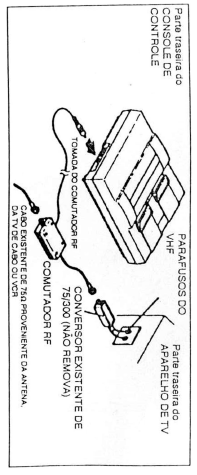 Parte traseira do
CONSOLE DE
CONTROLE
PARAFUSOS DO
VHF
Parte traseira do
APARELHO DE TV
TOMADA DO COMUTADOR RF
CONVERSOR EXISTENTE DE
75/300 (NÃO REMOVA)
COMUTADOR RF
CABO EXISTENTE DE 75Ω PROVENIENTE DA ANTENA,
DA TV DE CABO OU VCR